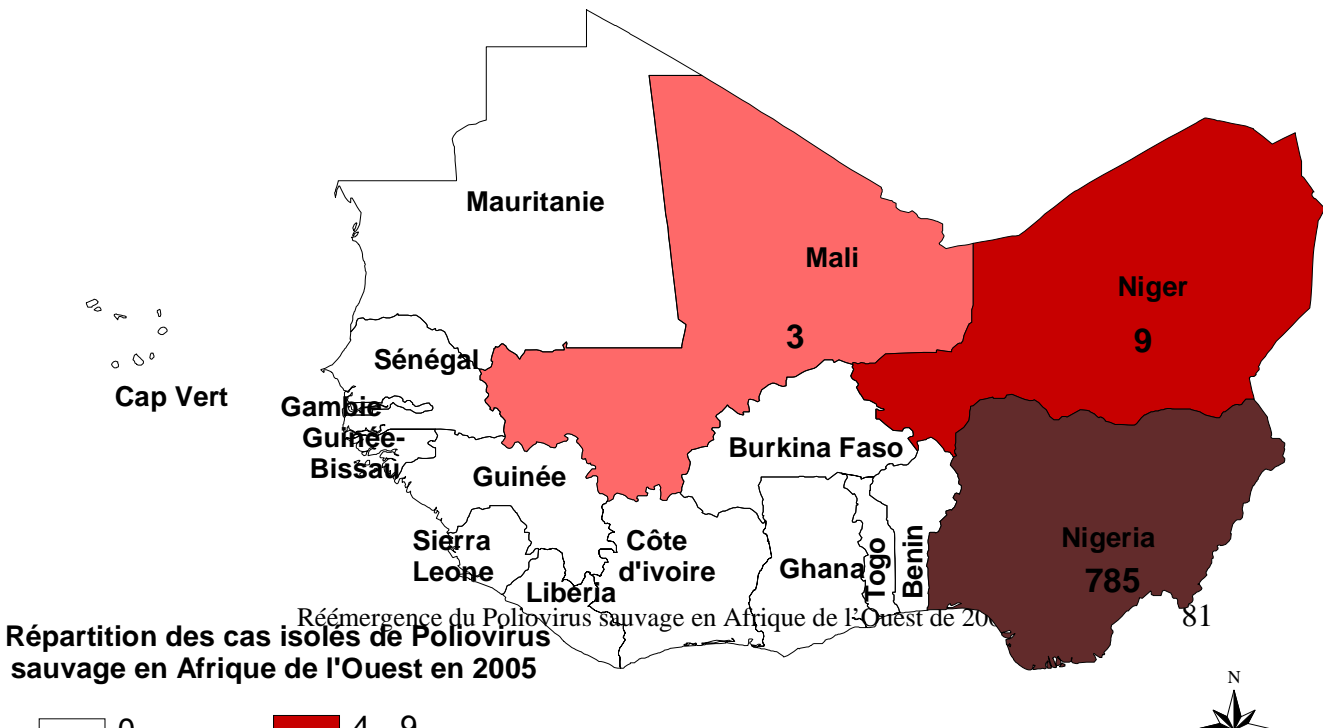 Mauritanie
Mali
Niger
3
9
Sénégal
Cap Vert
Gambie
Guinée-
Bissau
Burkina Faso
Guinée
Sierra
Leone
Côte
d'ivoire
Ghana
Togo
Benin
Nigeria
785
Liberia
Réémergence du Poliovirus sauvage en Afrique de l'Ouest de
81
Répartition des cas isolés de Poliovirus
sauvage en Afrique de l'Ouest en 2005
N
0
4 - 9